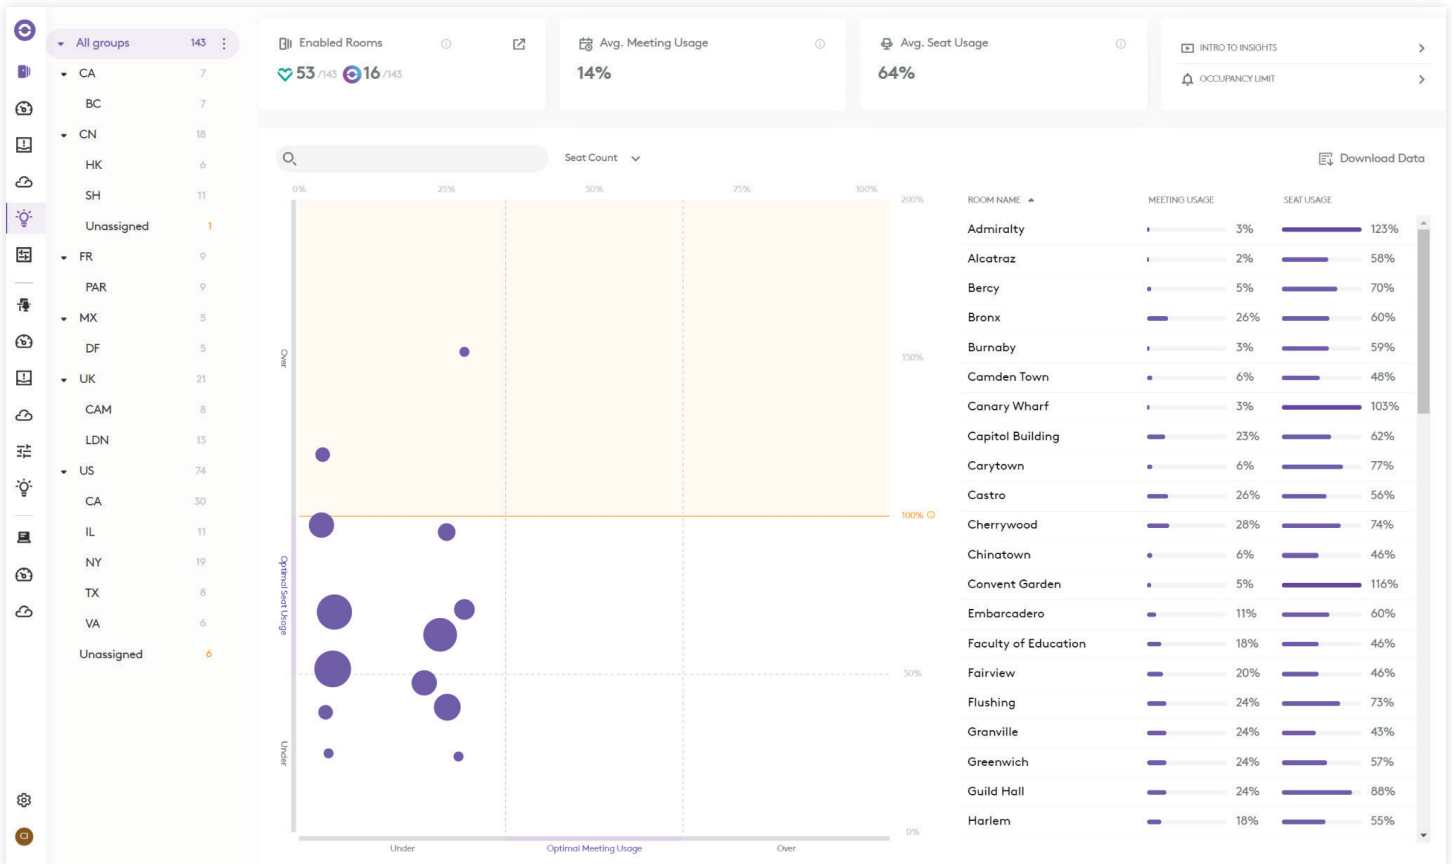 All groups 143
CA 7
BC 7
CN 18
HK 6
SH 11
Unassigned 1
FR 9
PAR 9
MX 5
DF 5
UK 21
CAM 8
LDN 13
US 74
CA 30
IL 11
NY 19
TX 8
VA 6
Unassigned 6
CI
Enabled Rooms
53 /143 16 /143
Avg. Meeting Usage
14%
Avg. Seat Usage
64%
INTRO TO INSIGHTS
OCCUPANCY LIMIT
Seat Count
Download Data
0% 25% 50% 75% 100%
200%
150%
100%
50%
0%
Over
Optimal Seat Usage
Under
Under Optimal Meeting Usage Over
ROOM NAME MEETING USAGE SEAT USAGE
Admiralty 3% 123%
Alcatraz 2% 58%
Bercy 5% 70%
Bronx 26% 60%
Burnaby 3% 59%
Camden Town 6% 48%
Canary Wharf 3% 103%
Capitol Building 23% 62%
Carytown 6% 77%
Castro 26% 56%
Cherrywood 28% 74%
Chinatown 6% 46%
Convent Garden 5% 116%
Embarcadero 11% 60%
Faculty of Education 18% 46%
Fairview 20% 46%
Flushing 24% 73%
Granville 24% 43%
Greenwich 24% 57%
Guild Hall 24% 88%
Harlem 18% 55%